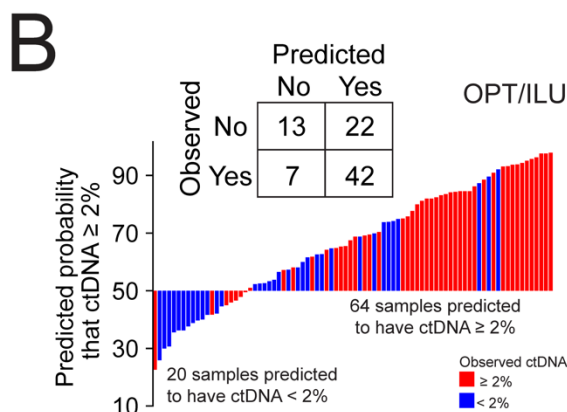 B
Predicted
No Yes
OPT/ILU
Observed
No 13 22
Yes 7 42
Predicted probability
that ctDNA ≥ 2%
90
70
50
30
10
64 samples predicted
to have ctDNA ≥ 2%
20 samples predicted
to have ctDNA < 2%
Observed ctDNA
≥ 2%
< 2%